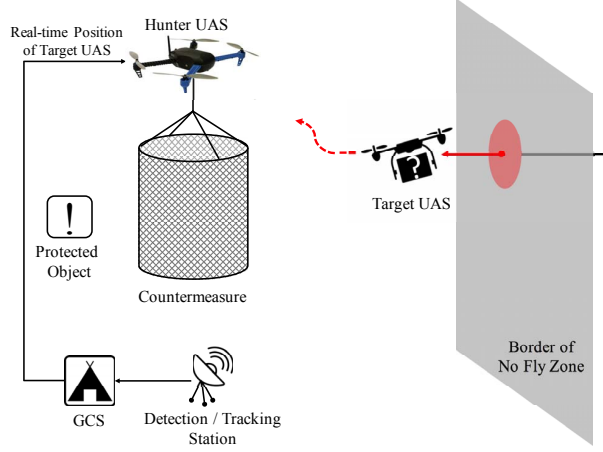 Real-time Position
of Target UAS
Hunter UAS
?
Target UAS
!
Protected
Object
Countermeasure
Border of
No Fly Zone
GCS
Detection / Tracking
Station